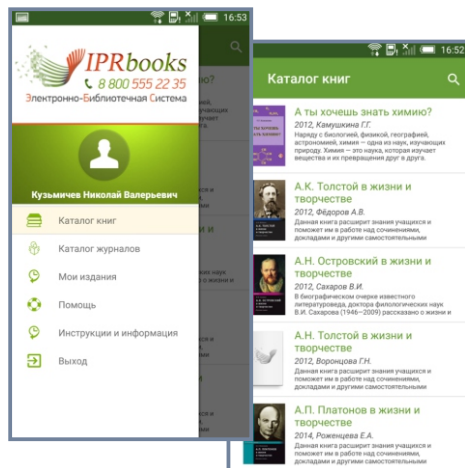 16:53
IPRbooks
8 800 555 22 35
Электронно-Библиотечная Система
Кузьмичев Николай Валерьевич
Каталог книг
Каталог журналов
Мои издания
Помощь
Инструкции и информация
Выход
16:52
Каталог книг
А ты хочешь знать химию?
2012, Камушкина Г.Г.
Наряду с биологией, физикой, географией,
астрономией, химия — одна из наук, изучающих
природу. Химия — это наука, которая изучает
вещества и их превращения друг в друга.
А.К. Толстой в жизни и
творчестве
2012, Фёдоров А.В.
Данная книга расширит знания учащихся и
поможет им в работе над сочинениями,
докладами и другими самостоятельными
А.Н. Островский в жизни и
творчестве
2012, Сахаров В.И.
В биографическом очерке известного
литературоведа, доктор филологических наук
В.И. Сахарова (1946—2009) рассказано о жизни и
А.Н. Толстой в жизни и
творчестве
2012, Воронцова Г.Н.
Данная книга расширит знания учащихся и
поможет им в работе над сочинениями,
докладами и другими самостоятельными
А.П. Платонов в жизни и
творчестве
2014, Роженцева Е.А.
Данная книга расширит знания учащихся и
поможет им в работе над сочинениями,
докладами и другими самостоятельными